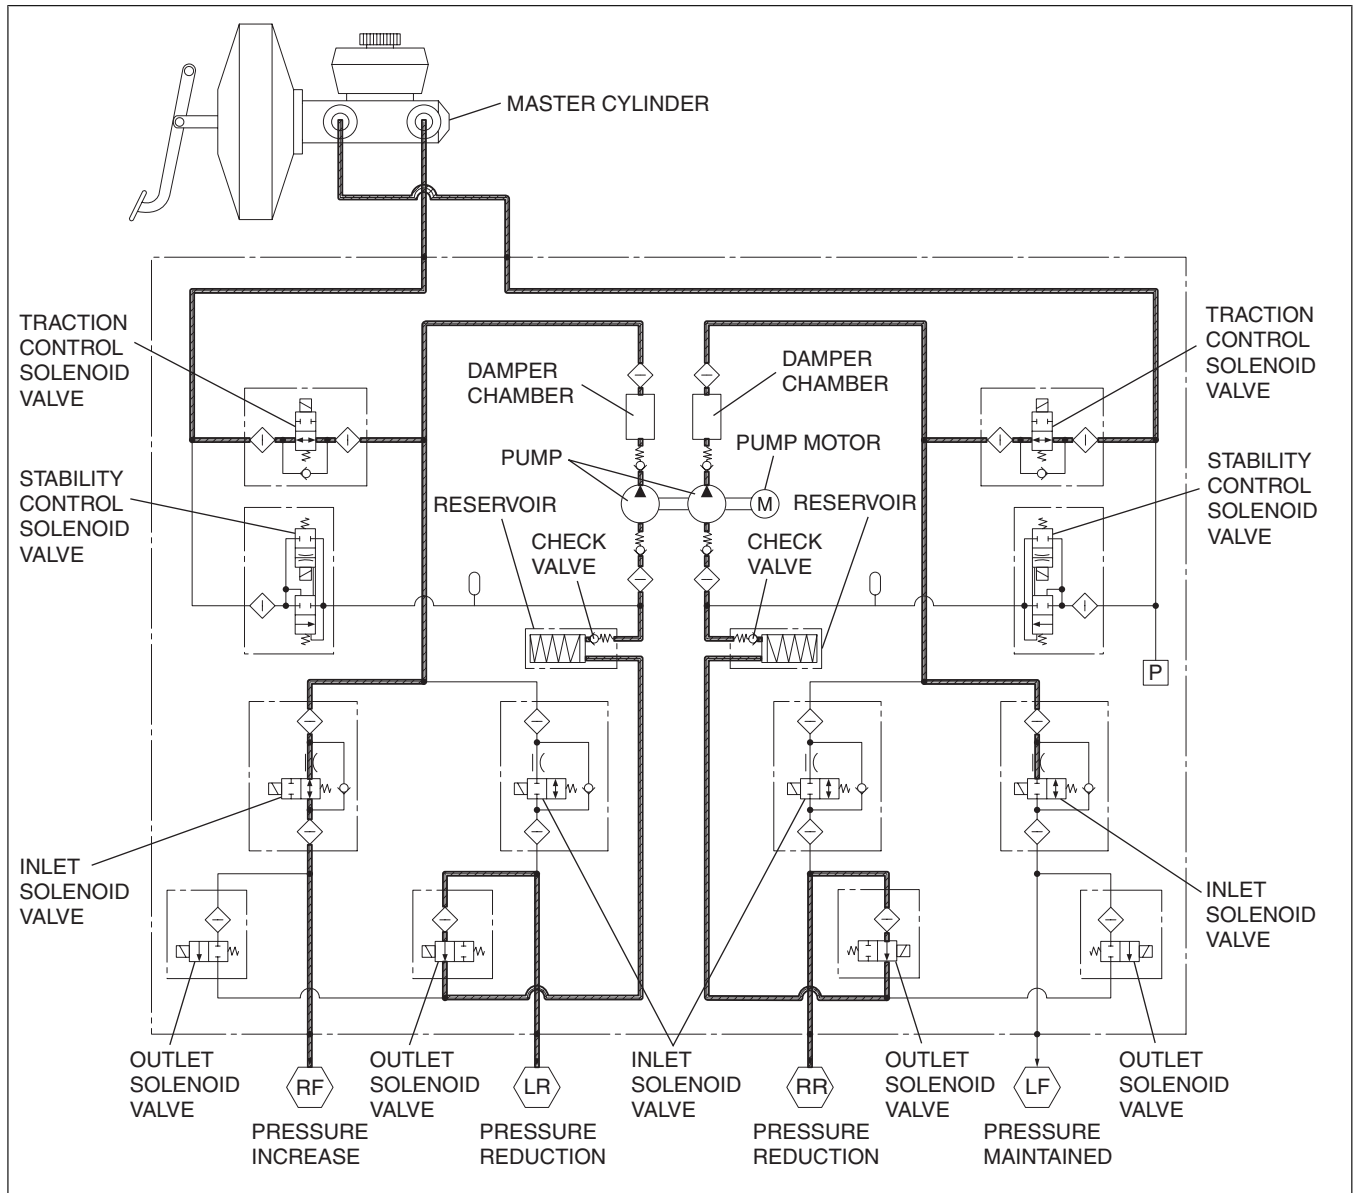 MASTER CYLINDER
TRACTION
CONTROL
SOLENOID
VALVE
DAMPER
CHAMBER
DAMPER
CHAMBER
TRACTION
CONTROL
SOLENOID
VALVE
STABILITY
CONTROL
SOLENOID
VALVE
PUMP
PUMP MOTOR
M
RESERVOIR
RESERVOIR
STABILITY
CONTROL
SOLENOID
VALVE
CHECK
VALVE
CHECK
VALVE
P
INLET
SOLENOID
VALVE
INLET
SOLENOID
VALVE
OUTLET
SOLENOID
VALVE
RF
PRESSURE
INCREASE
OUTLET
SOLENOID
VALVE
LR
PRESSURE
REDUCTION
INLET
SOLENOID
VALVE
RR
PRESSURE
REDUCTION
OUTLET
SOLENOID
VALVE
LF
PRESSURE
MAINTAINED
OUTLET
SOLENOID
VALVE